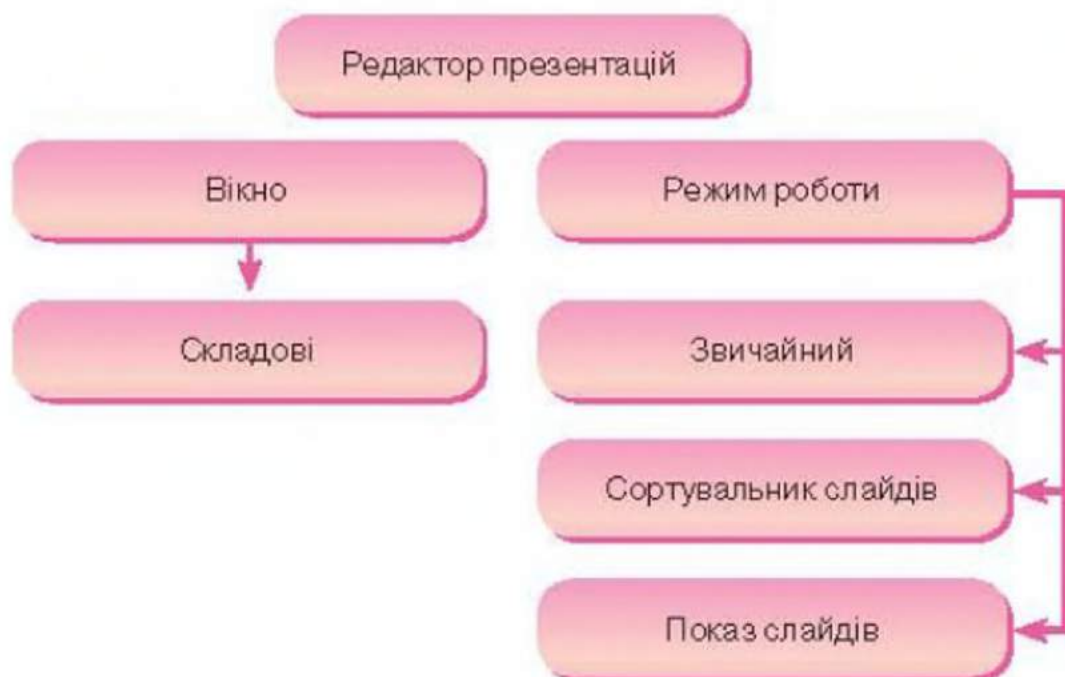 Редактор презентацій
Вікно
Режим роботи
Складові
Звичайний
Сортувальник слайдів
Показ слайдів